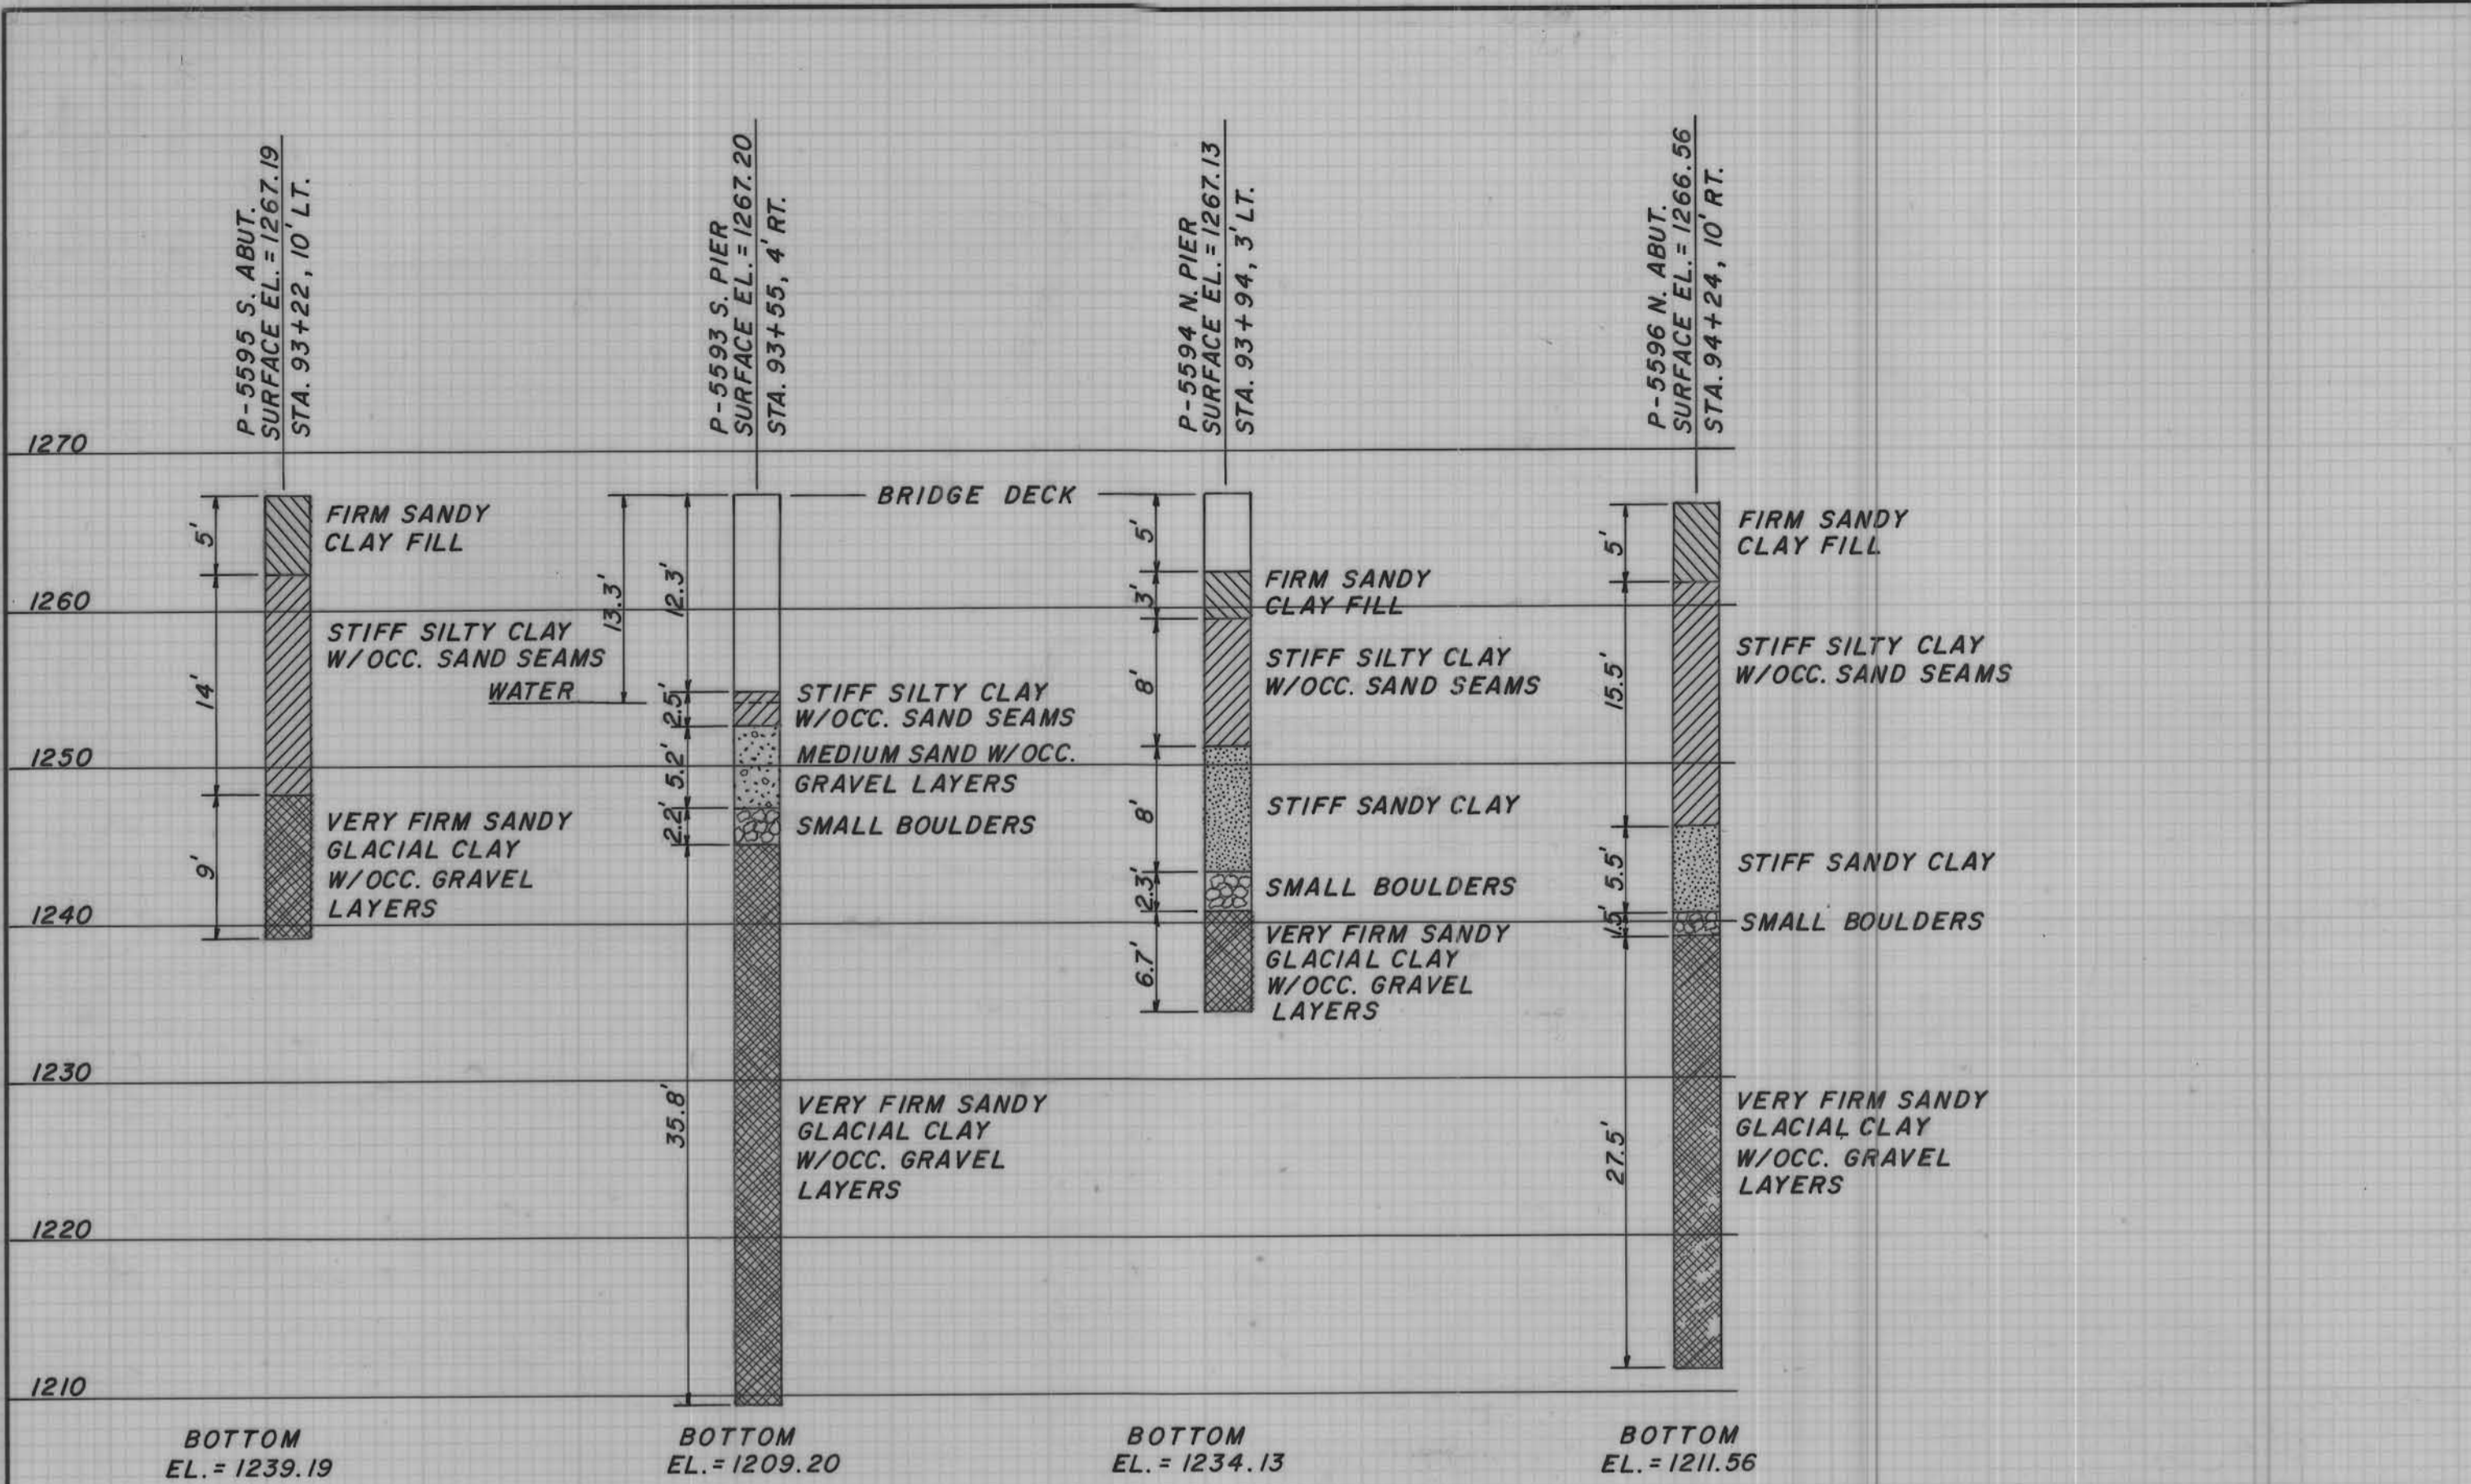 P-5595 S. ABUT.
SURFACE EL. = 1267.19
STA. 93+22, 10' LT.
P-5593 S. PIER
SURFACE EL. = 1267.20
STA. 93+55, 4' RT.
P-5594 N. PIER
SURFACE EL. = 1267.13
STA. 93+94, 3' LT.
P-5596 N. ABUT.
SURFACE EL. = 1266.56
STA. 94+24, 10' RT.
1270
1260
1250
1240
1230
1220
1210
5'
14'
9'
FIRM SANDY
CLAY FILL
STIFF SILTY CLAY
W/OCC. SAND SEAMS
VERY FIRM SANDY
GLACIAL CLAY
W/OCC. GRAVEL
LAYERS
BOTTOM
EL. = 1239.19
WATER
13.3'
12.3'
2.5'
5.2'
2.2'
35.8'
BRIDGE DECK
STIFF SILTY CLAY
W/OCC. SAND SEAMS
MEDIUM SAND W/OCC.
GRAVEL LAYERS
SMALL BOULDERS
VERY FIRM SANDY
GLACIAL CLAY
W/OCC. GRAVEL
LAYERS
BOTTOM
EL. = 1209.20
5'
3'
8'
8'
2.3'
6.7'
FIRM SANDY
CLAY FILL
STIFF SILTY CLAY
W/OCC. SAND SEAMS
STIFF SANDY CLAY
SMALL BOULDERS
VERY FIRM SANDY
GLACIAL CLAY
W/OCC. GRAVEL
LAYERS
BOTTOM
EL. = 1234.13
5'
15.5'
5.5'
1.5'
27.5'
FIRM SANDY
CLAY FILL
STIFF SILTY CLAY
W/OCC. SAND SEAMS
STIFF SANDY CLAY
SMALL BOULDERS
VERY FIRM SANDY
GLACIAL CLAY
W/OCC. GRAVEL
LAYERS
BOTTOM
EL. = 1211.56